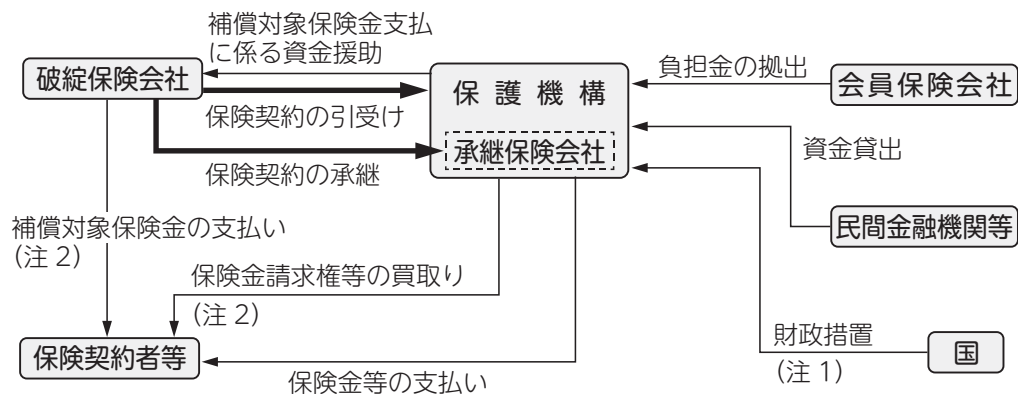 補償対象保険金支払
に係る資金援助
破綻保険会社
保険契約の引受け
保険契約の承継
保護機構
承継保険会社
負担金の拠出
会員保険会社
資金貸出
民間金融機関等
補償対象保険金の支払い
(注2)
保険金請求権等の買取り
(注2)
財政措置
(注1)
国
保険契約者等
保険金等の支払い